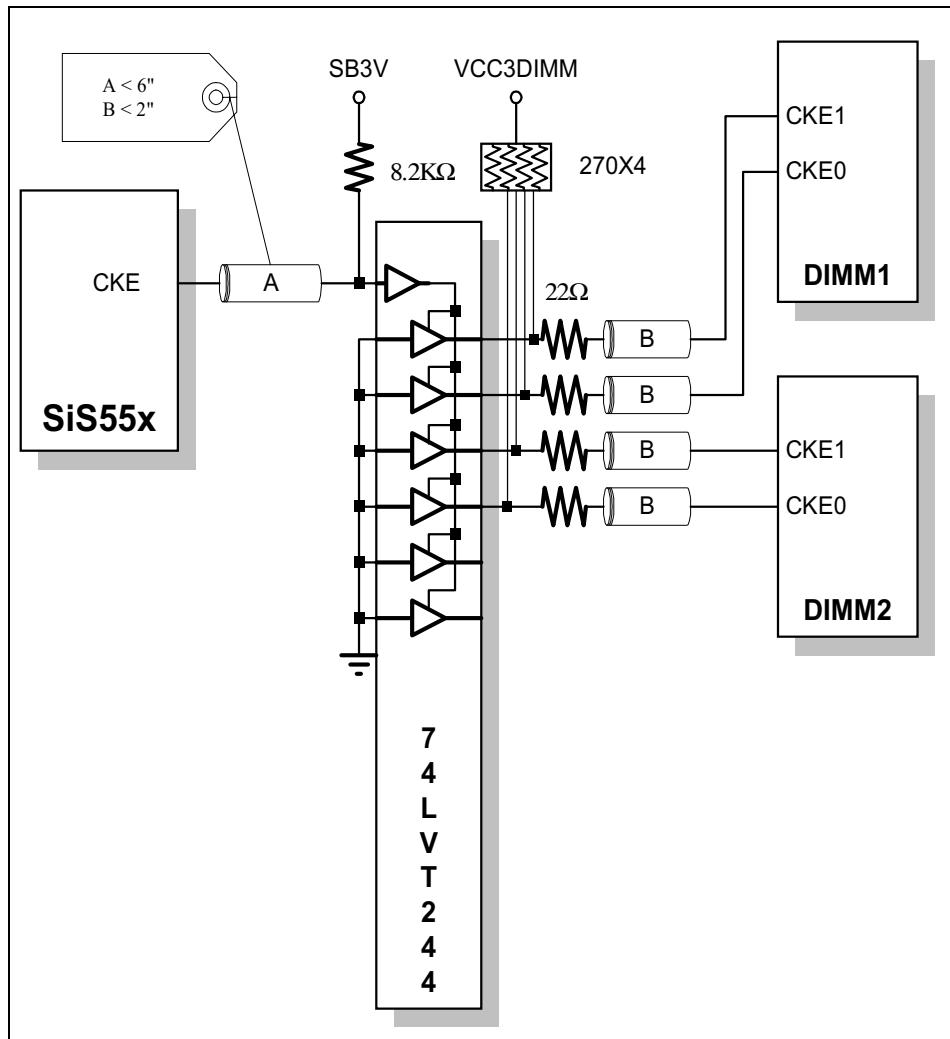 A < 6"
B < 2"
SB3V
VCC3DIMM
8.2KΩ
270X4
CKE1
CKE0
DIMM1
CKE
A
SiS55x
22Ω
B
B
B
B
CKE1
CKE0
DIMM2
7
4
L
V
T
2
4
4